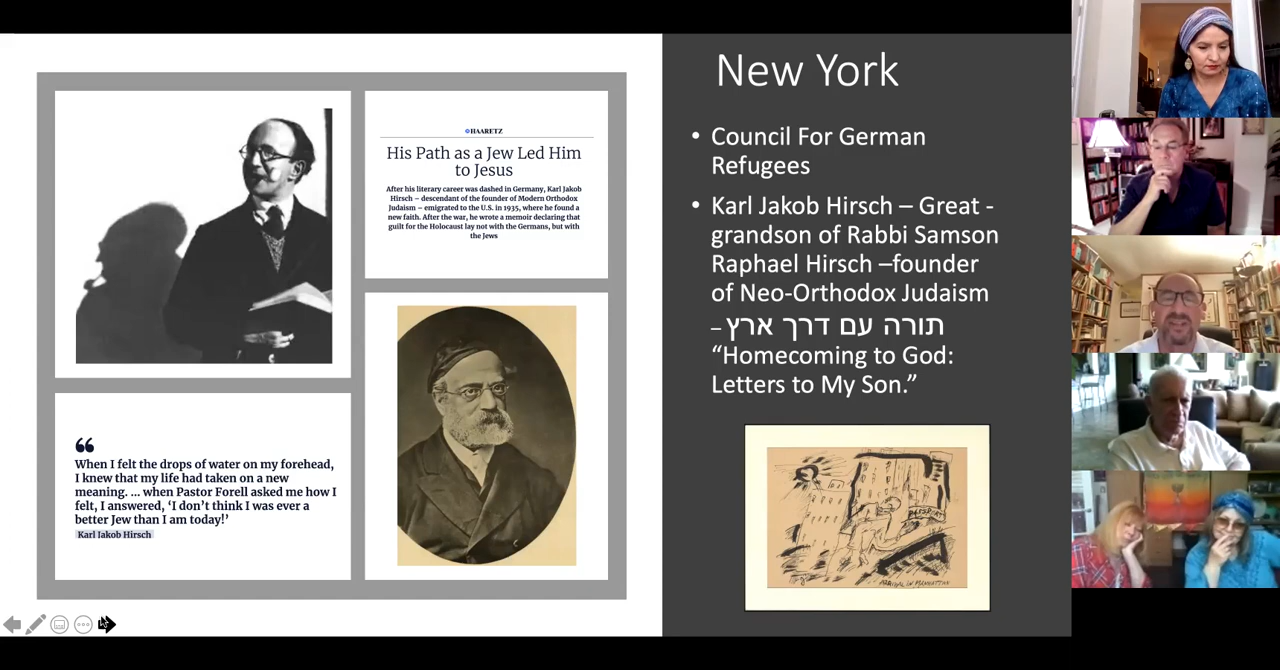 HAARETZ
His Path as a Jew Led Him
to Jesus
After his literary career was dashed in Germany, Karl Jakob
Hirsch – descendant of the founder of Modern Orthodox
Judaism – emigrated to the U.S. in 1935, where he found a
new faith. After the war, he wrote a memoir declaring that
guilt for the Holocaust lay not with the Germans, but with
the Jews
“
When I felt the drops of water on my forehead,
I knew that my life had taken on a new
meaning. ... when Pastor Forell asked me how I
felt, I answered, ‘I don’t think I was ever a
better Jew than I am today!’
Karl Jakob Hirsch
New York
• Council For German
Refugees
• Karl Jakob Hirsch – Great -
grandson of Rabbi Samson
Raphael Hirsch –founder
of Neo-Orthodox Judaism
– תורה עם דרך ארץ
“Homecoming to God:
Letters to My Son.”
ARRIVAL IN MANHATTAN